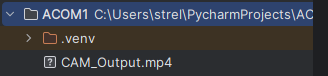 ACOM1 C:\Users\strel\PycharmProjects\AC
.venv
CAM_Output.mp4